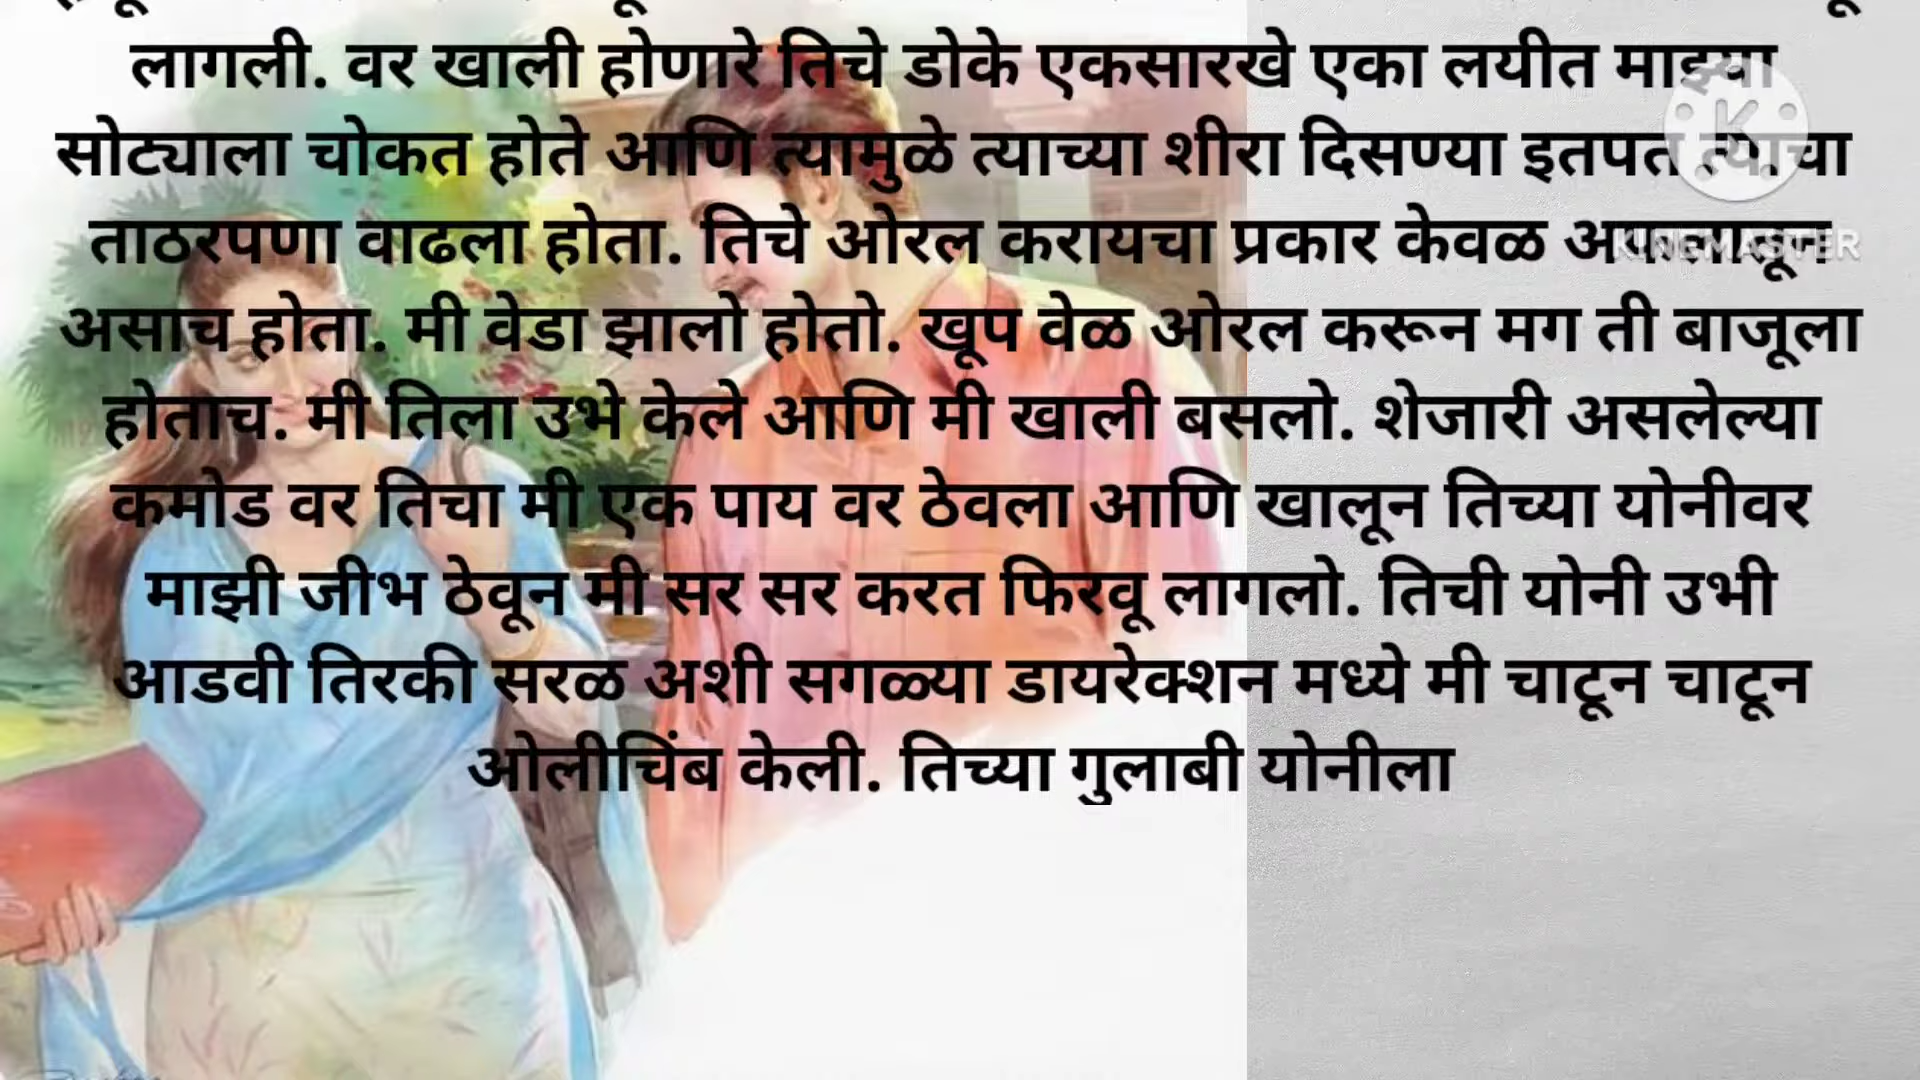 लागली. वर खाली होणारे तिचे डोके एकसारखे एका लयीत माझ्या
सोट्याला चोकत होते आणि त्यामुळे त्याच्या शीरा दिसण्या इतपत त्याचा
ताठरपणा वाढला होता. तिचे ओरल करायचा प्रकार केवळ
असाच होता. मी वेडा झालो होतो. खूप वेळ ओरल करून मग ती बाजूला
होताच. मी तिला उभे केले आणि मी खाली बसलो. शेजारी असलेल्या
कमोड वर तिचा मी एक पाय वर ठेवला आणि खालून तिच्या योनीवर
माझी जीभ ठेवून मी सर सर करत फिरवू लागलो. तिची योनी उभी
आडवी तिरकी सरळ अशी सगळ्या डायरेक्शन मध्ये मी चाटून चाटून
ओलीचिंब केली. तिच्या गुलाबी योनीला
K
KINEMASTER